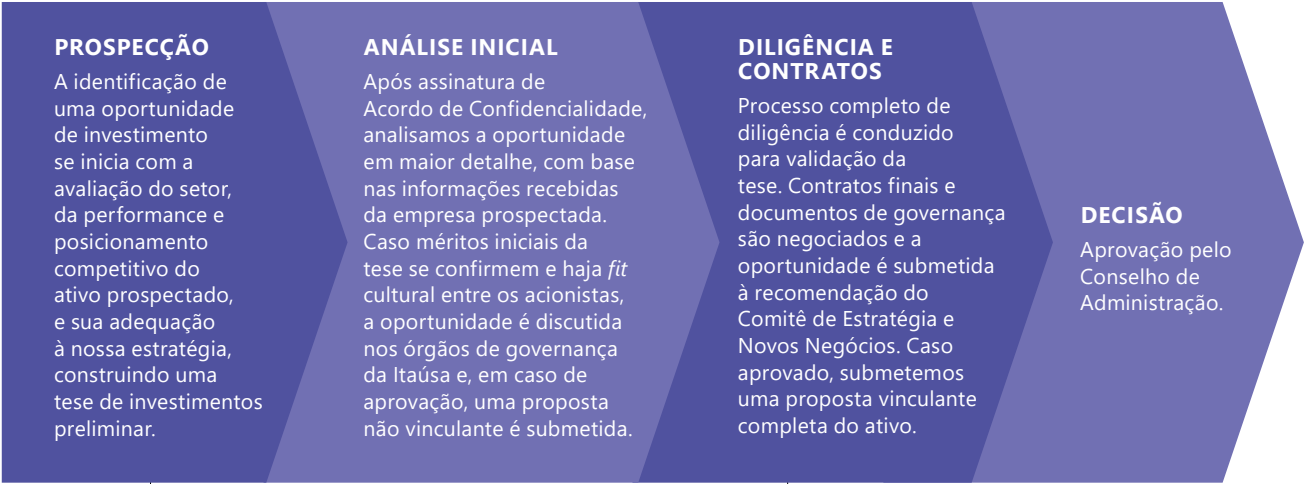 PROSPECÇÃO
A identificação de
uma oportunidade
de investimento
se inicia com a
avaliação do setor,
da performance e
posicionamento
competitivo do
ativo prospectado,
e sua adequação
à nossa estratégia,
construindo uma
tese de investimentos
preliminar.
ANÁLISE INICIAL
Após assinatura de
Acordo de Confidencialidade,
analisamos a oportunidade
em maior detalhe, com base
nas informações recebidas
da empresa prospectada.
Caso méritos iniciais da
tese se confirmem e haja fit
cultural entre os acionistas,
a oportunidade é discutida
nos órgãos de governança
da Itaúsa e, em caso de
aprovação, uma proposta
não vinculante é submetida.
DILIGÊNCIA E
CONTRATOS
Processo completo de
diligência é conduzido
para validação da
tese. Contratos finais e
documentos de governança
são negociados e a
oportunidade é submetida
à recomendação do
Comitê de Estratégia e
Novos Negócios. Caso
aprovado, submetemos
uma proposta vinculante
completa do ativo.
DECISÃO
Aprovação pelo
Conselho de
Administração.